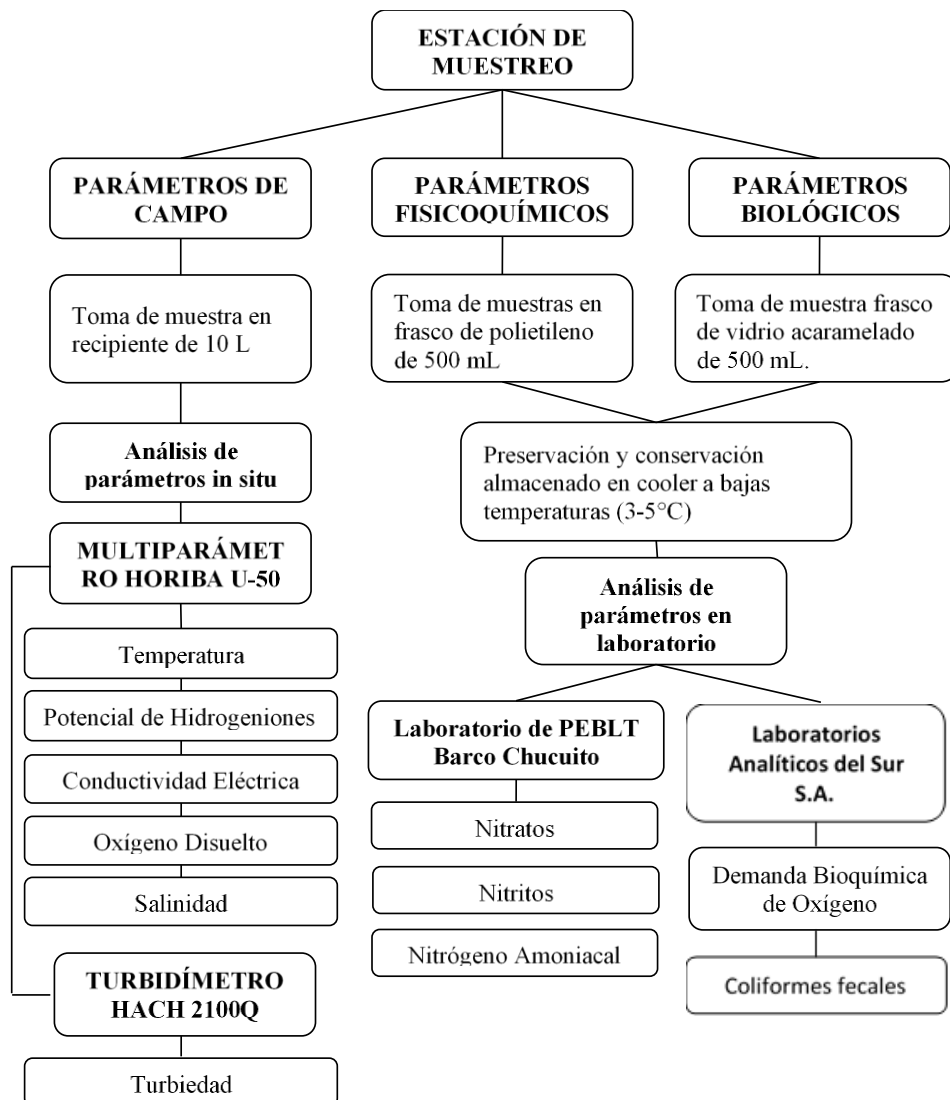 ESTACIÓN DE
MUESTREO
PARÁMETROS DE
CAMPO
PARÁMETROS
FISICOQUÍMICOS
PARÁMETROS
BIOLÓGICOS
Toma de muestra en
recipiente de 10 L
Toma de muestras en
frasco de polietileno
de 500 mL
Toma de muestra frasco
de vidrio acaramelado
de 500 mL.
Análisis de
parámetros in situ
Preservación y conservación
almacenado en cooler a bajas
temperaturas (3-5°C)
MULTIPARÁMET
RO HORIBA U-50
Análisis de
parámetros en
laboratorio
Temperatura
Potencial de Hidrogeniones
Conductividad Eléctrica
Oxígeno Disuelto
Salinidad
TURBIDÍMETRO
HACH 2100Q
Turbiedad
Laboratorio de PEBLT
Barco Chucuito
Nitratos
Nitritos
Nitrógeno Amoniacal
Laboratorios
Analíticos del Sur
S.A.
Demanda Bioquímica
de Oxígeno
Coliformes fecales